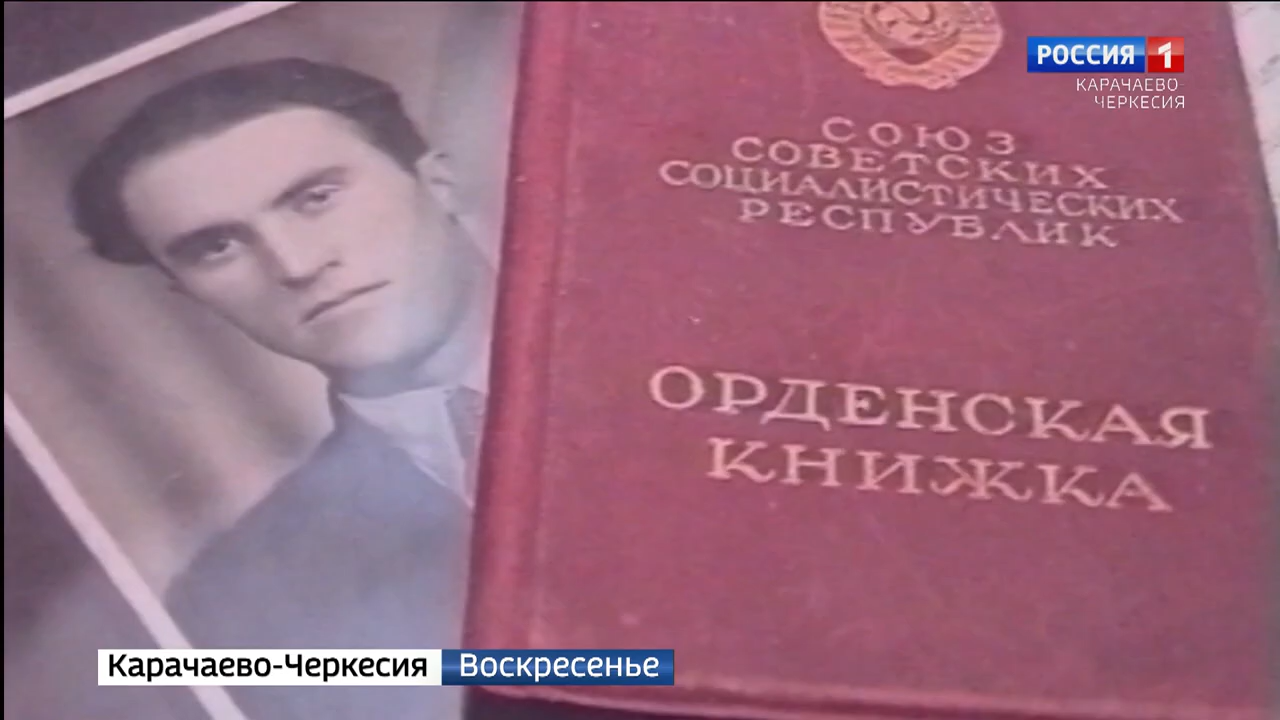 РОССИЯ 1
КАРАЧАЕВО-
ЧЕРКЕСИЯ
СОЮЗ
СОВЕТСКИХ
СОЦИАЛИСТИЧЕСКИХ
РЕСПУБЛИК
ОРДЕНСКАЯ
КНИЖКА
Карачаево-Черкесия Воскресенье